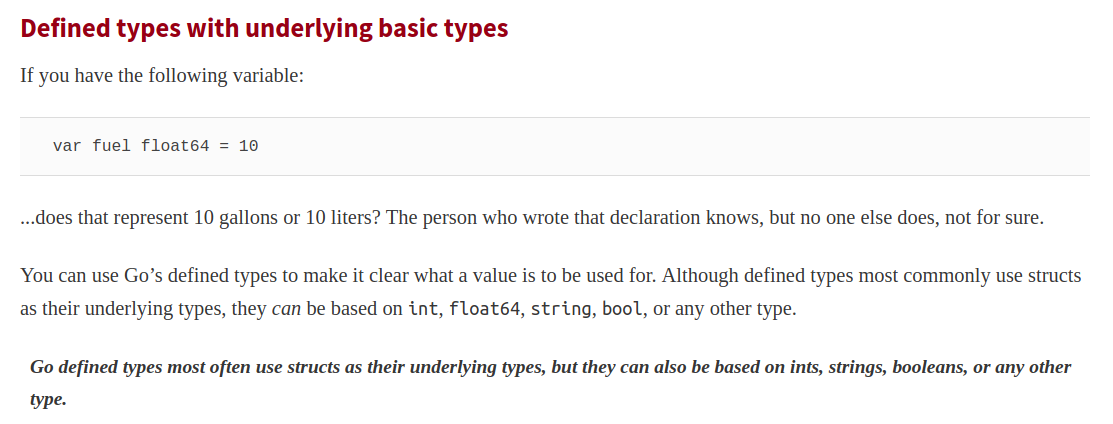 Defined types with underlying basic types
If you have the following variable:
var fuel float64 = 10
...does that represent 10 gallons or 10 liters? The person who wrote that declaration knows, but no one else does, not for sure.
You can use Go’s defined types to make it clear what a value is to be used for. Although defined types most commonly use structs
as their underlying types, they can be based on int, float64, string, bool, or any other type.
Go defined types most often use structs as their underlying types, but they can also be based on ints, strings, booleans, or any other
type.